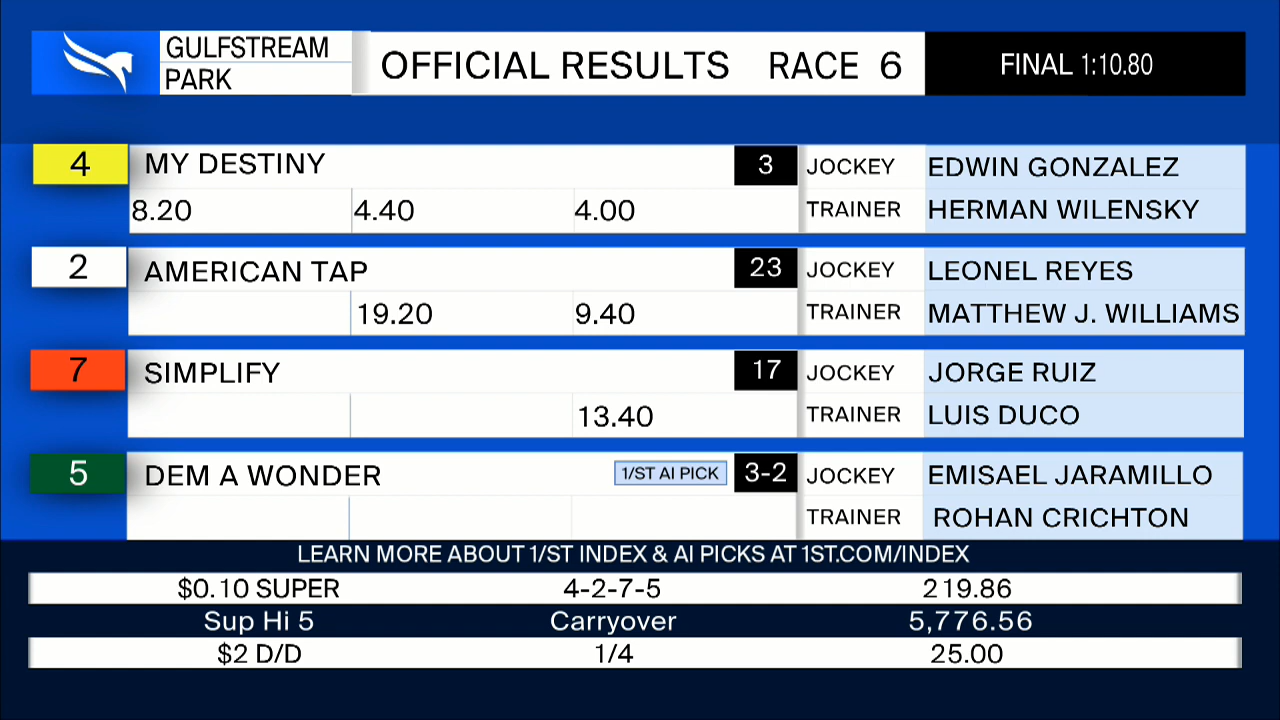 GULFSTREAM
PARK
OFFICIAL RESULTS RACE 6
FINAL 1:10.80
4 MY DESTINY 3 JOCKEY EDWIN GONZALEZ
8.20 4.40 4.00 TRAINER HERMAN WILENSKY
2 AMERICAN TAP 23 JOCKEY LEONEL REYES
19.20 9.40 TRAINER MATTHEW J. WILLIAMS
7 SIMPLIFY 17 JOCKEY JORGE RUIZ
13.40 TRAINER LUIS DUCO
5 DEM A WONDER 1/ST AI PICK 3-2 JOCKEY EMISAEL JARAMILLO
TRAINER ROHAN CRICHTON
LEARN MORE ABOUT 1/ST INDEX & AI PICKS AT 1ST.COM/INDEX
$0.10 SUPER 4-2-7-5 219.86
Sup Hi 5 Carryover 5,776.56
$2 D/D 1/4 25.00